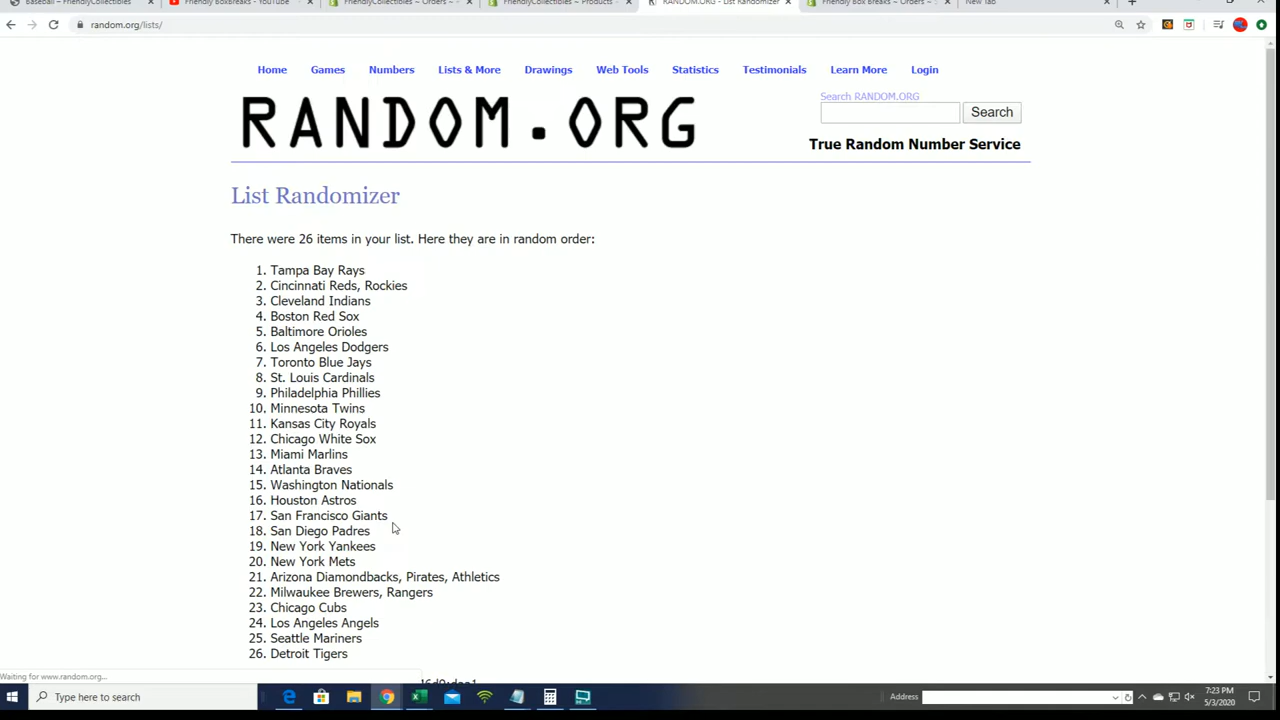 Baseball – FriendlyCollectibles
Friendly BoxBreaks - YouTube
FriendlyCollectibles ~ Orders ~
FriendlyCollectibles ~ Products
RANDOM.ORG - List Randomizer
Friendly Box Breaks ~ Orders ~
New Tab
random.org/lists/
Home Games Numbers Lists & More Drawings Web Tools Statistics Testimonials Learn More Login
Search RANDOM.ORG
RANDOM.ORG
Search
True Random Number Service
List Randomizer
There were 26 items in your list. Here they are in random order:
1. Tampa Bay Rays
2. Cincinnati Reds, Rockies
3. Cleveland Indians
4. Boston Red Sox
5. Baltimore Orioles
6. Los Angeles Dodgers
7. Toronto Blue Jays
8. St. Louis Cardinals
9. Philadelphia Phillies
10. Minnesota Twins
11. Kansas City Royals
12. Chicago White Sox
13. Miami Marlins
14. Atlanta Braves
15. Washington Nationals
16. Houston Astros
17. San Francisco Giants
18. San Diego Padres
19. New York Yankees
20. New York Mets
21. Arizona Diamondbacks, Pirates, Athletics
22. Milwaukee Brewers, Rangers
23. Chicago Cubs
24. Los Angeles Angels
25. Seattle Mariners
26. Detroit Tigers
Waiting for www.random.org...
Type here to search
Address
7:23 PM
5/3/2020